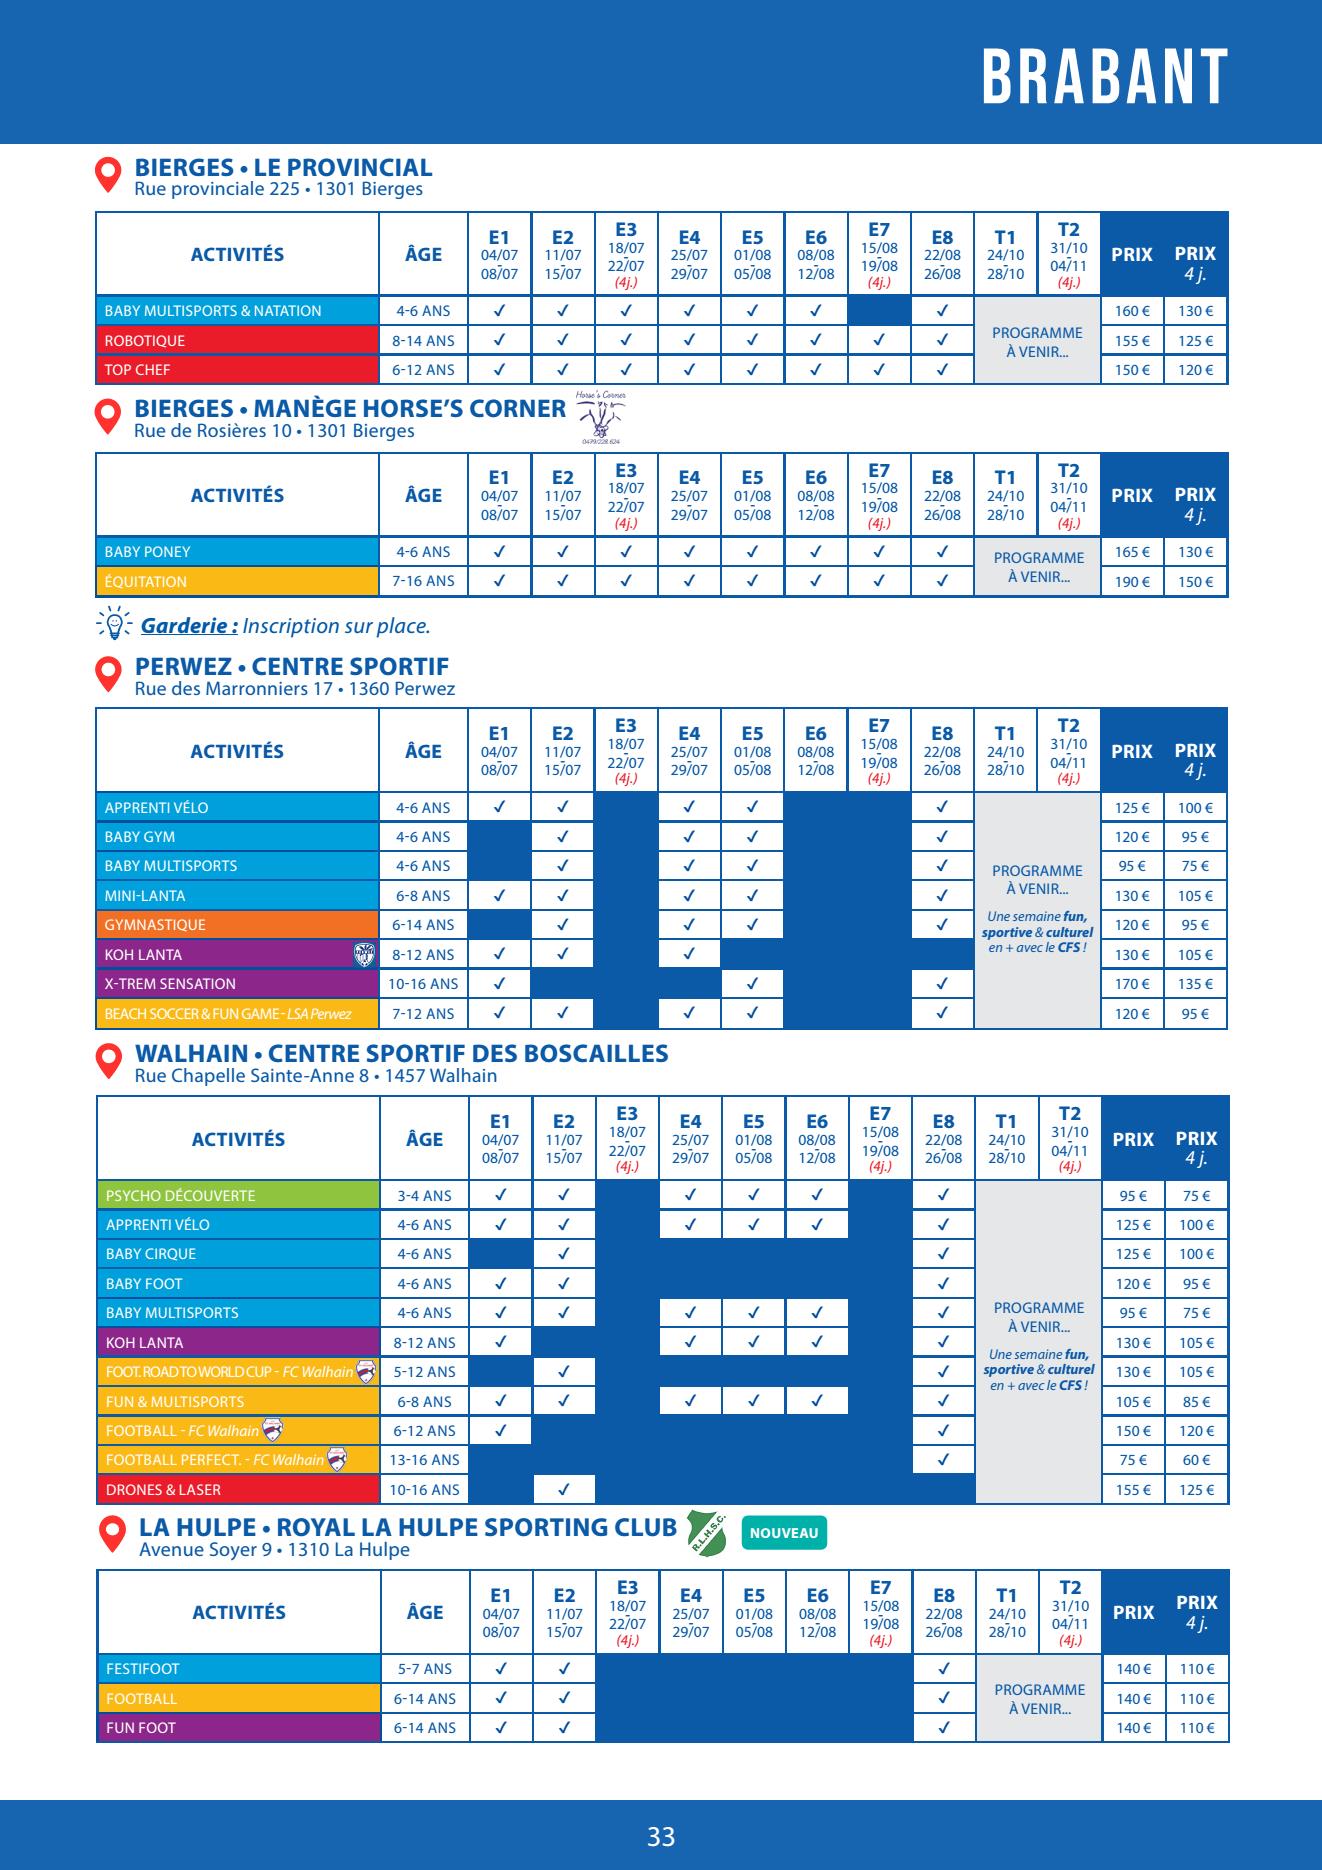 BRABANT
BIERGES • LE PROVINCIAL
Rue provinciale 225 • 1301 Bierges
ACTIVITÉS ÂGE E1 04/07 - 08/07 E2 11/07 - 15/07 E3 18/07 - 22/07 (4j.) E4 25/07 - 29/07 E5 01/08 - 05/08 E6 08/08 - 12/08 E7 15/08 - 19/08 (4j.) E8 22/08 - 26/08 T1 24/10 - 28/10 T2 31/10 - 04/11 (4j.) PRIX PRIX 4 j.
BABY MULTISPORTS & NATATION 4-6 ANS ✓ ✓ ✓ ✓ ✓ ✓ ✓ 160 € 130 €
ROBOTIQUE 8-14 ANS ✓ ✓ ✓ ✓ ✓ ✓ ✓ ✓ 155 € 125 €
TOP CHEF 6-12 ANS ✓ ✓ ✓ ✓ ✓ ✓ ✓ ✓ 150 € 120 €
PROGRAMME
À VENIR...
BIERGES • MANÈGE HORSE'S CORNER
Horse's Corner
0479/228.624
Rue de Rosières 10 • 1301 Bierges
ACTIVITÉS ÂGE E1 04/07 - 08/07 E2 11/07 - 15/07 E3 18/07 - 22/07 (4j.) E4 25/07 - 29/07 E5 01/08 - 05/08 E6 08/08 - 12/08 E7 15/08 - 19/08 (4j.) E8 22/08 - 26/08 T1 24/10 - 28/10 T2 31/10 - 04/11 (4j.) PRIX PRIX 4 j.
BABY PONEY 4-6 ANS ✓ ✓ ✓ ✓ ✓ ✓ ✓ ✓ 165 € 130 €
ÉQUITATION 7-16 ANS ✓ ✓ ✓ ✓ ✓ ✓ ✓ ✓ 190 € 150 €
PROGRAMME
À VENIR...
Garderie : Inscription sur place.
PERWEZ • CENTRE SPORTIF
Rue des Marronniers 17 • 1360 Perwez
ACTIVITÉS ÂGE E1 04/07 - 08/07 E2 11/07 - 15/07 E3 18/07 - 22/07 (4j.) E4 25/07 - 29/07 E5 01/08 - 05/08 E6 08/08 - 12/08 E7 15/08 - 19/08 (4j.) E8 22/08 - 26/08 T1 24/10 - 28/10 T2 31/10 - 04/11 (4j.) PRIX PRIX 4 j.
APPRENTI VÉLO 4-6 ANS ✓ ✓ ✓ ✓ ✓ 125 € 100 €
BABY GYM 4-6 ANS ✓ ✓ ✓ ✓ 120 € 95 €
BABY MULTISPORTS 4-6 ANS ✓ ✓ ✓ ✓ 95 € 75 €
MINI-LANTA 6-8 ANS ✓ ✓ ✓ ✓ ✓ 130 € 105 €
GYMNASTIQUE 6-14 ANS ✓ ✓ ✓ ✓ 120 € 95 €
KOH LANTA 8-12 ANS ✓ ✓ ✓ 130 € 105 €
X-TREM SENSATION 10-16 ANS ✓ ✓ ✓ 170 € 135 €
BEACH SOCCER & FUN GAME - LSA Perwez 7-12 ANS ✓ ✓ ✓ ✓ ✓ 120 € 95 €
PROGRAMME
À VENIR...
Une semaine fun,
sportive & culturel
en + avec le CFS !
WALHAIN • CENTRE SPORTIF DES BOSCAILLES
Rue Chapelle Sainte-Anne 8 • 1457 Walhain
ACTIVITÉS ÂGE E1 04/07 - 08/07 E2 11/07 - 15/07 E3 18/07 - 22/07 (4j.) E4 25/07 - 29/07 E5 01/08 - 05/08 E6 08/08 - 12/08 E7 15/08 - 19/08 (4j.) E8 22/08 - 26/08 T1 24/10 - 28/10 T2 31/10 - 04/11 (4j.) PRIX PRIX 4 j.
PSYCHO DÉCOUVERTE 3-4 ANS ✓ ✓ ✓ ✓ ✓ ✓ 95 € 75 €
APPRENTI VÉLO 4-6 ANS ✓ ✓ ✓ ✓ ✓ ✓ 125 € 100 €
BABY CIRQUE 4-6 ANS ✓ ✓ 125 € 100 €
BABY FOOT 4-6 ANS ✓ ✓ ✓ 120 € 95 €
BABY MULTISPORTS 4-6 ANS ✓ ✓ ✓ ✓ ✓ ✓ 95 € 75 €
KOH LANTA 8-12 ANS ✓ ✓ ✓ ✓ ✓ 130 € 105 €
FOOT. ROAD TO WORLD CUP - FC Walhain 5-12 ANS ✓ ✓ 130 € 105 €
FUN & MULTISPORTS 6-8 ANS ✓ ✓ ✓ ✓ ✓ ✓ 105 € 85 €
FOOTBALL - FC Walhain 6-12 ANS ✓ ✓ 150 € 120 €
FOOTBALL PERFECT. - FC Walhain 13-16 ANS ✓ 75 € 60 €
DRONES & LASER 10-16 ANS ✓ 155 € 125 €
PROGRAMME
À VENIR...
Une semaine fun,
sportive & culturel
en + avec le CFS !
LA HULPE • ROYAL LA HULPE SPORTING CLUB
R.L.H.S.C.
NOUVEAU
Avenue Soyer 9 • 1310 La Hulpe
ACTIVITÉS ÂGE E1 04/07 - 08/07 E2 11/07 - 15/07 E3 18/07 - 22/07 (4j.) E4 25/07 - 29/07 E5 01/08 - 05/08 E6 08/08 - 12/08 E7 15/08 - 19/08 (4j.) E8 22/08 - 26/08 T1 24/10 - 28/10 T2 31/10 - 04/11 (4j.) PRIX PRIX 4 j.
FESTIFOOT 5-7 ANS ✓ ✓ ✓ 140 € 110 €
FOOTBALL 6-14 ANS ✓ ✓ ✓ 140 € 110 €
FUN FOOT 6-14 ANS ✓ ✓ ✓ 140 € 110 €
PROGRAMME
À VENIR...
33